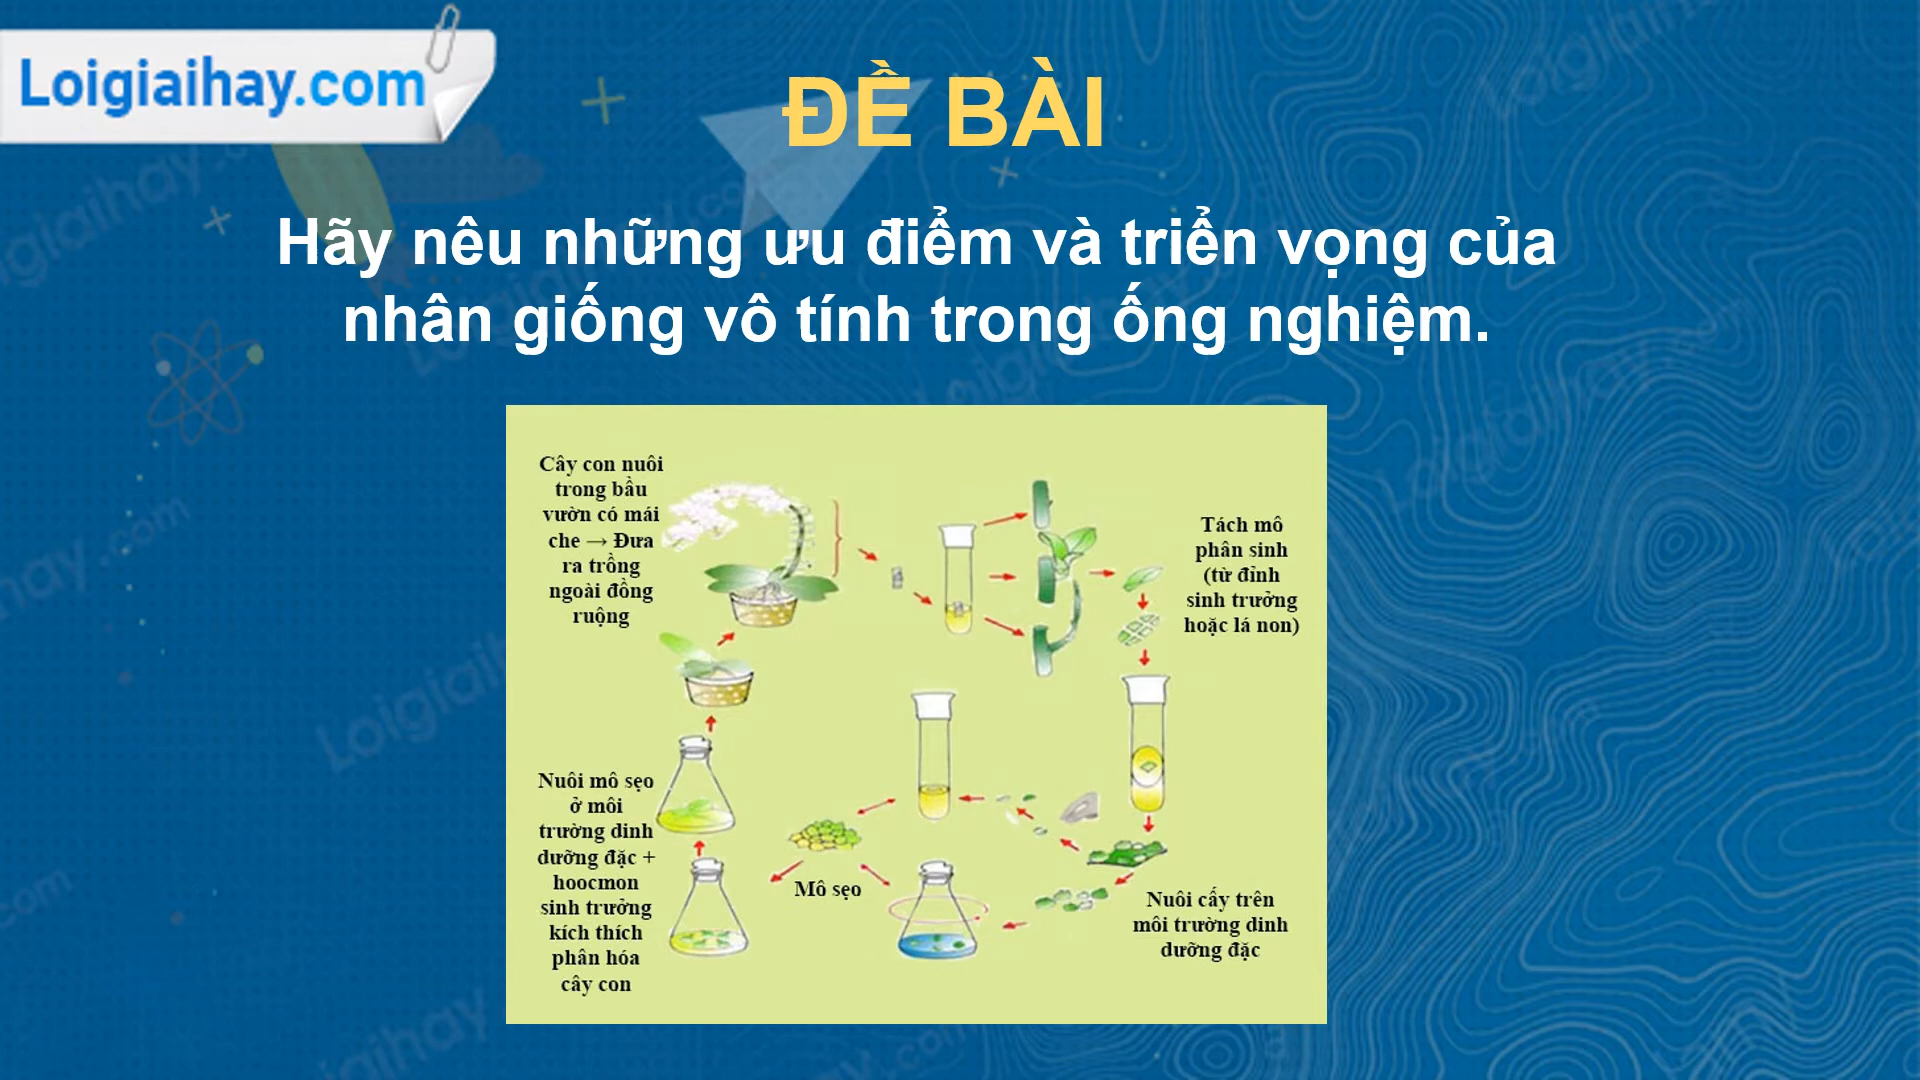 Loigiaihay.com
ĐỀ BÀI
Hãy nêu những ưu điểm và triển vọng của
nhân giống vô tính trong ống nghiệm.
Cây con nuôi
trong bầu
vườn có mái
che → Đưa
ra trồng
ngoài đồng
ruộng
Tách mô
phân sinh
(từ đỉnh
sinh trưởng
hoặc lá non)
Nuôi mô sẹo
ở môi
trường dinh
dưỡng đặc +
hoocmon
sinh trưởng
kích thích
phân hóa
cây con
Mô sẹo
Nuôi cấy trên
môi trường dinh
dưỡng đặc